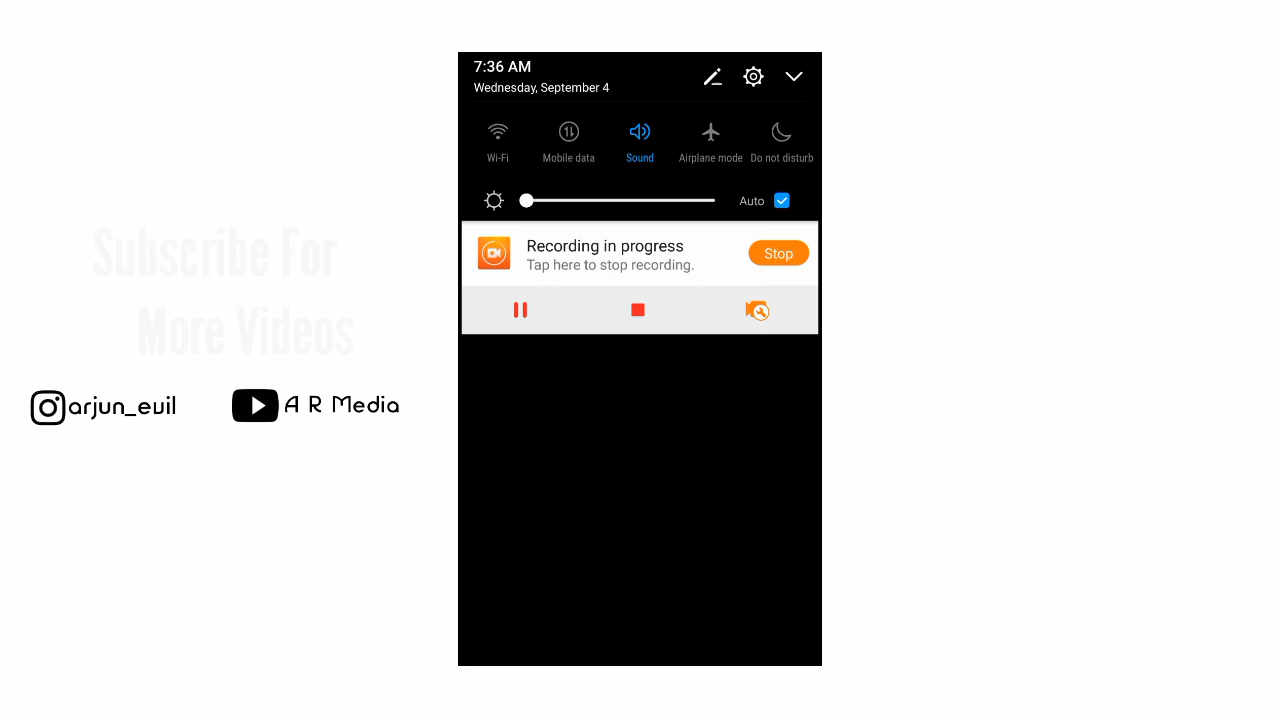 7:36 AM
Wednesday, September 4
Wi-Fi
Mobile data
Sound
Airplane mode
Do not disturb
Auto
Recording in progress
Tap here to stop recording.
Stop
Subscribe For
More Videos
arjun_evil
A R Media